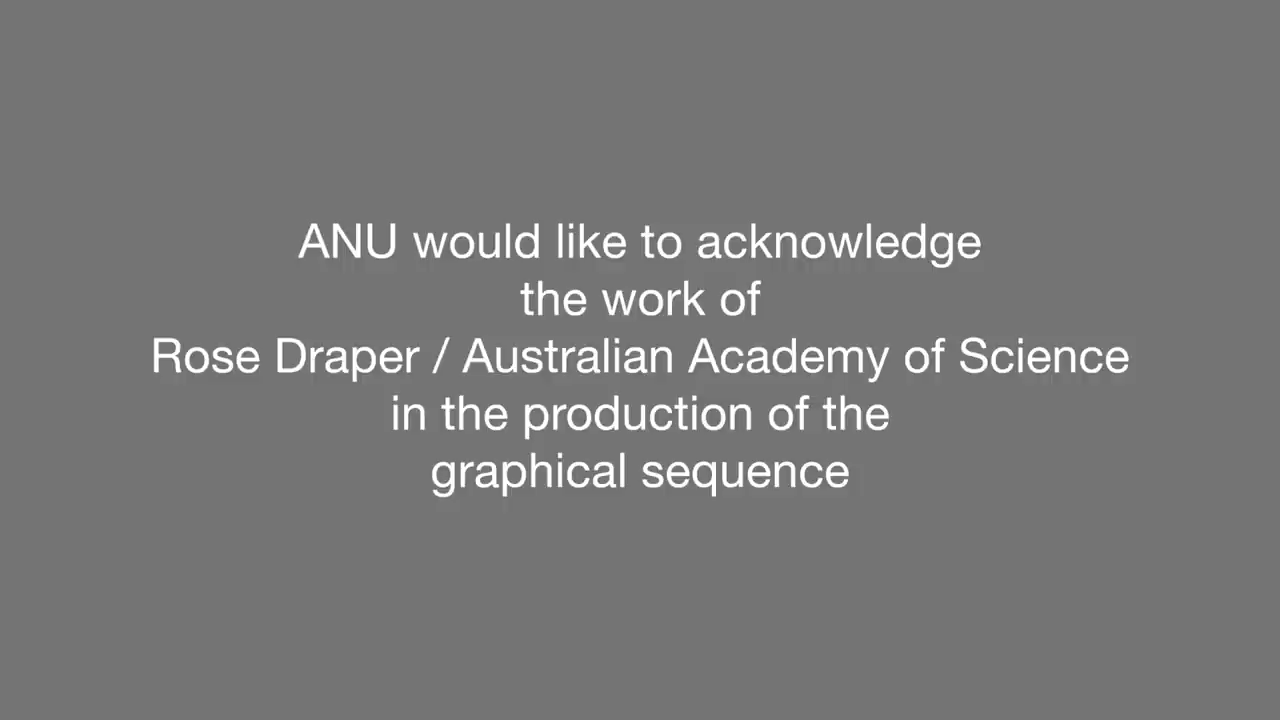 ANU would like to acknowledge
the work of
Rose Draper / Australian Academy of Science
in the production of the
graphical sequence